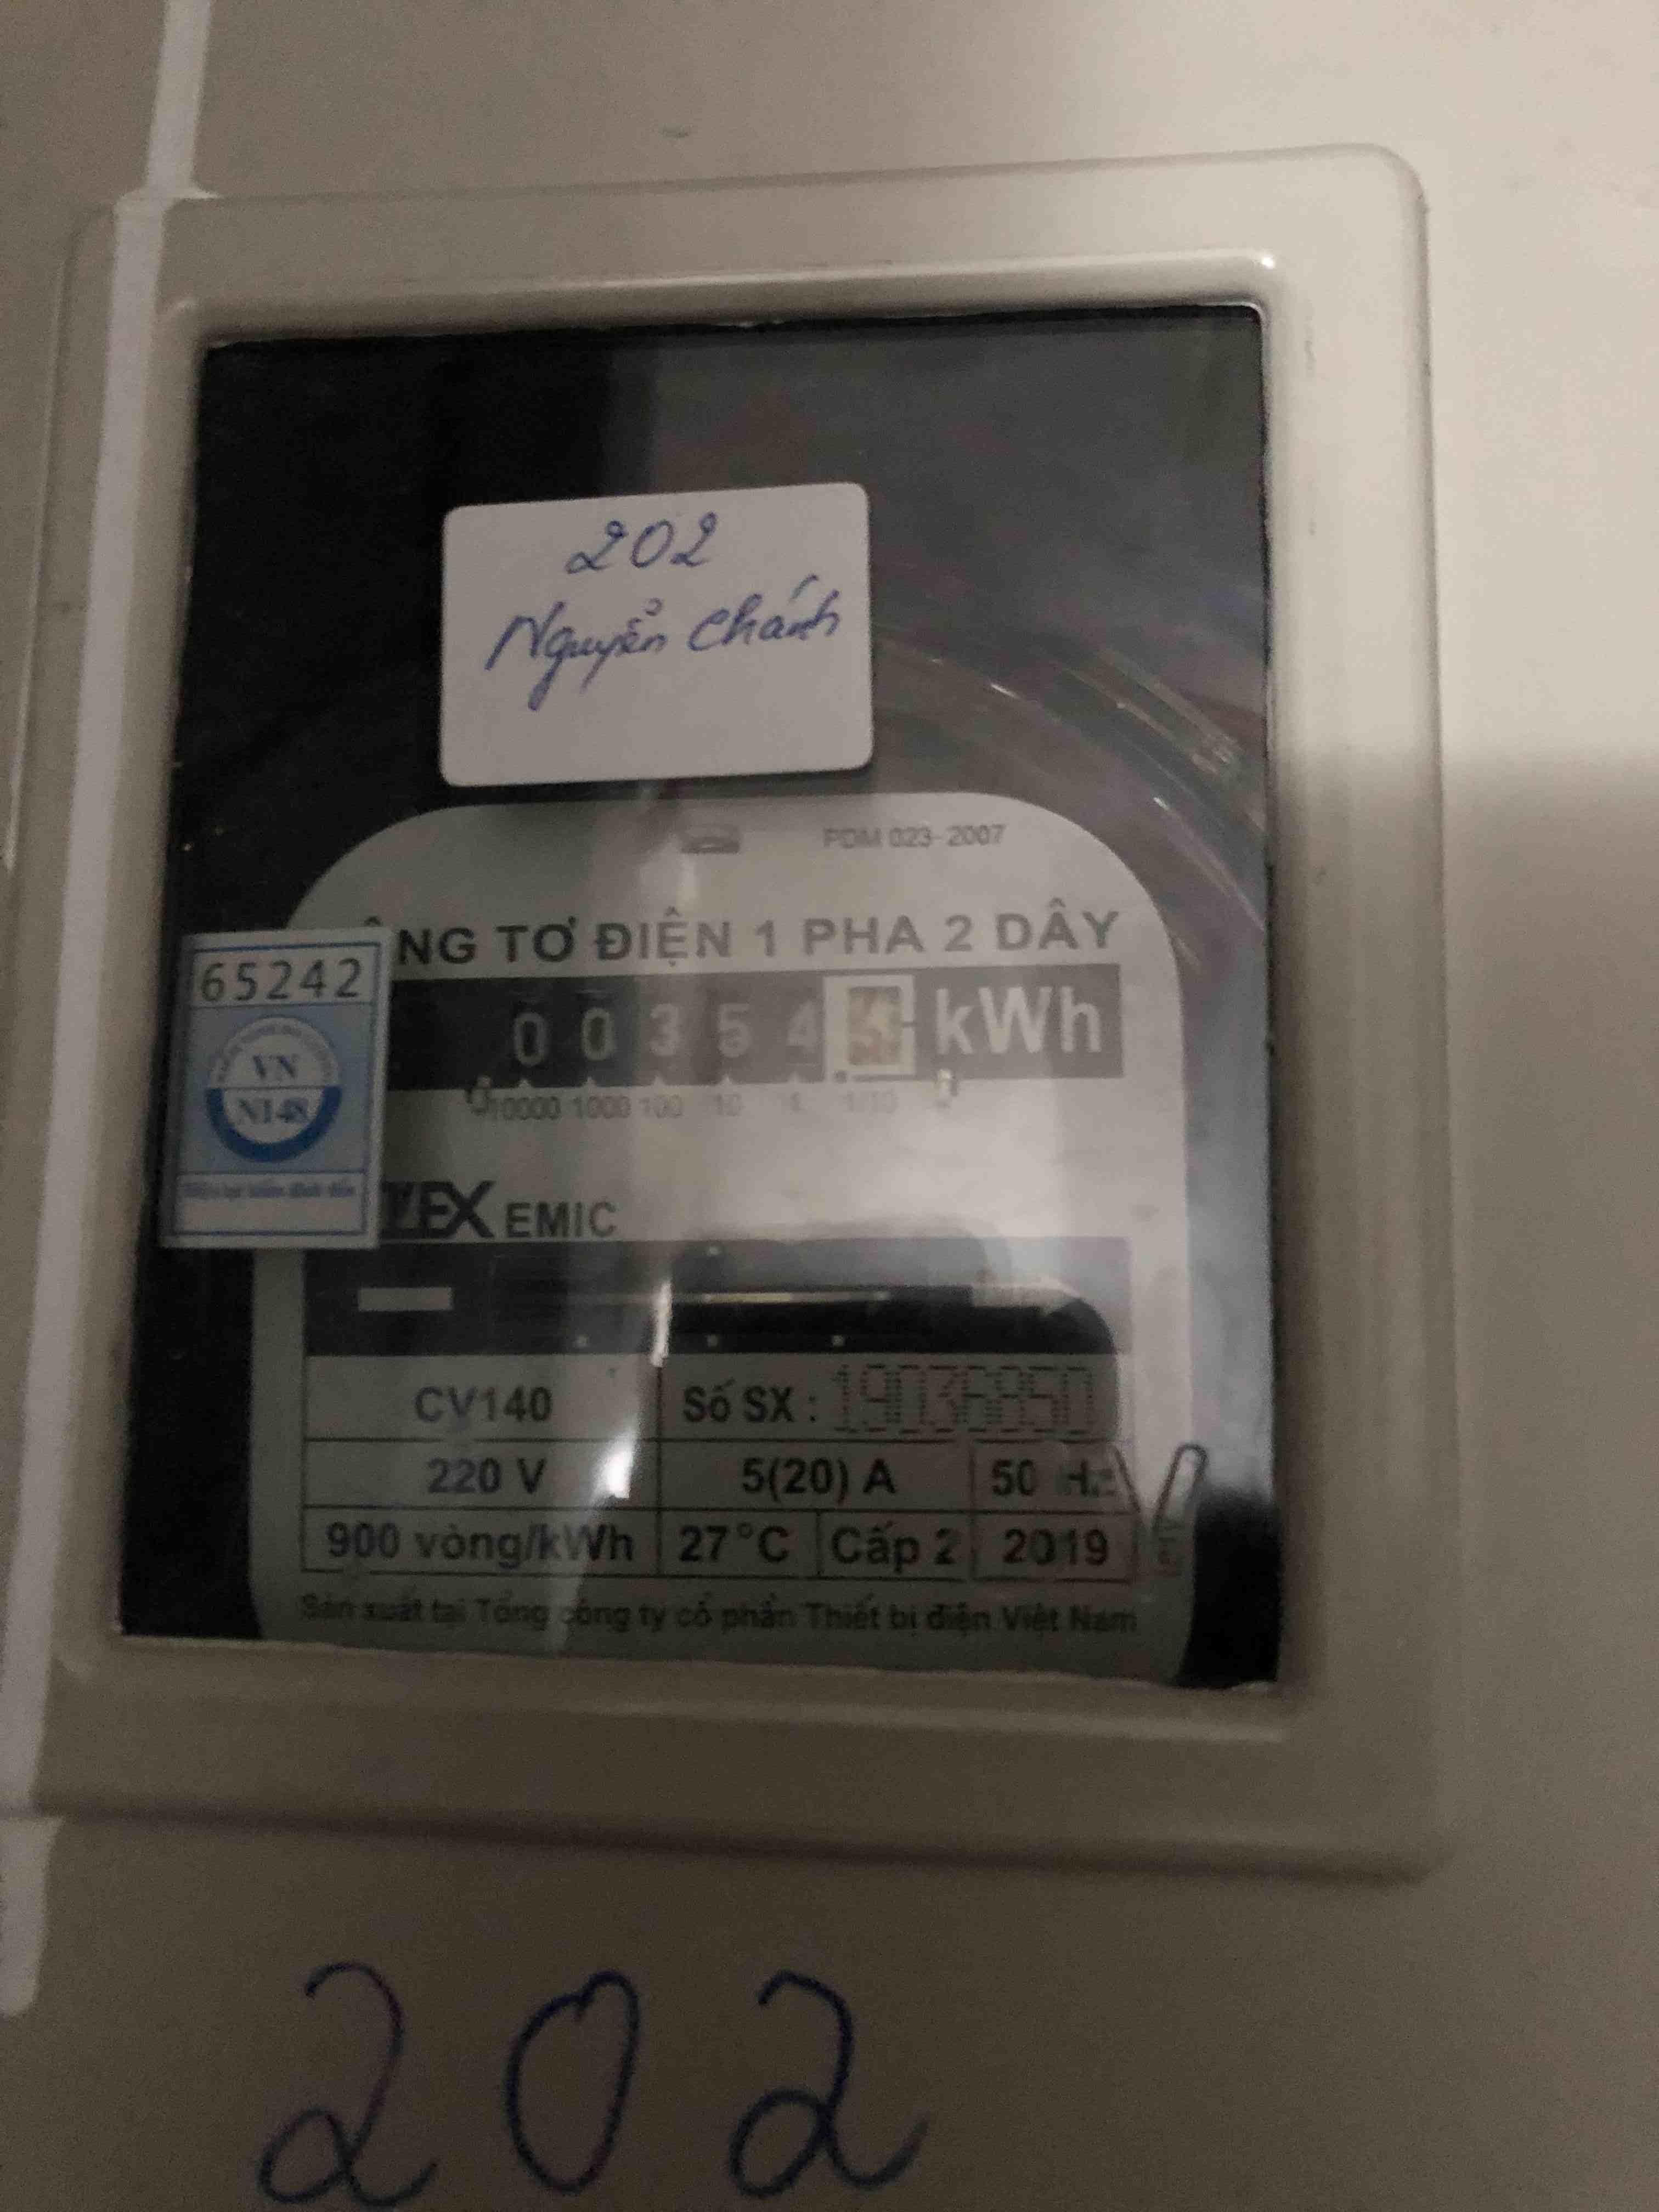 202
Nguyễn Chánh
PDM 023-2007
NG TƠ ĐIỆN 1 PHA 2 DÂY
65242
0 0 3 5 4 kWh
10000 1000 100 10 1 1/10
VN
N148
EMIC
CV140 Số SX : 19036850
220 V 5(20) A 50 Hz
900 vòng/kWh 27°C Cấp 2 2019
Sản xuất tại Tổng công ty cổ phần Thiết bị điện Việt Nam
202